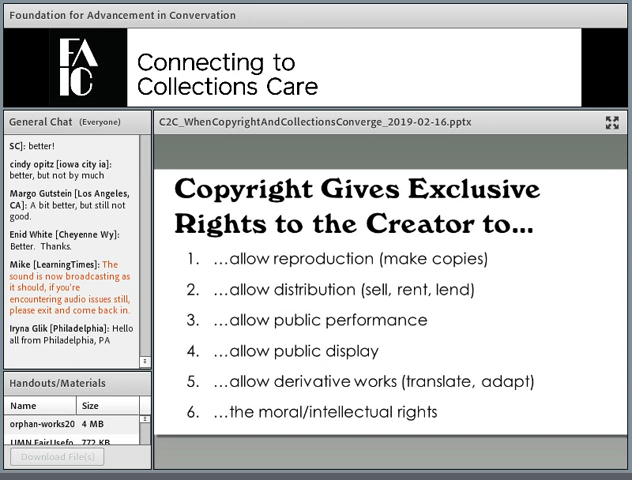 Foundation for Advancement in Convervation
FA
IC
Connecting to
Collections Care
General Chat (Everyone)
SC]: better!
cindy opitz [iowa city ia]:
better, but not by much
Margo Gutstein [Los Angeles,
CA]: A bit better, but still not
good.
Enid White [Cheyenne Wy]:
Better. Thanks.
Mike [LearningTimes]: The
sound is now broadcasting as
it should, if you're
encountering audio issues still,
please exit and come back in.
Iryna Glik [Philadelphia]: Hello
all from Philadelphia, PA
Handouts/Materials
Name Size
orphan-works20 4 MB
UMN FairUsefo 772 KB
Download File(s)
C2C_WhenCopyrightAndCollectionsConverge_2019-02-16.pptx
Copyright Gives Exclusive
Rights to the Creator to...
1. ...allow reproduction (make copies)
2. ...allow distribution (sell, rent, lend)
3. ...allow public performance
4. ...allow public display
5. ...allow derivative works (translate, adapt)
6. ...the moral/intellectual rights